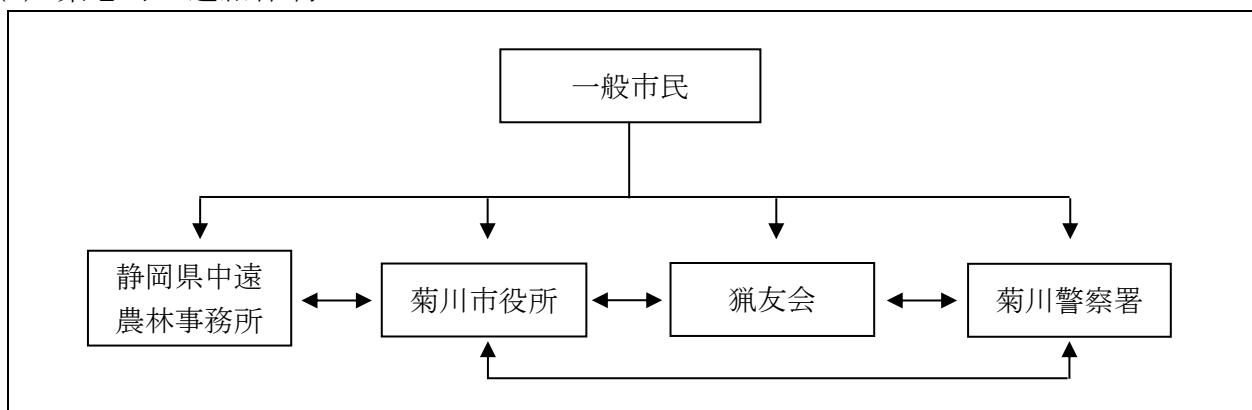 一般市民
静岡県中遠
農林事務所
菊川市役所
猟友会
菊川警察署